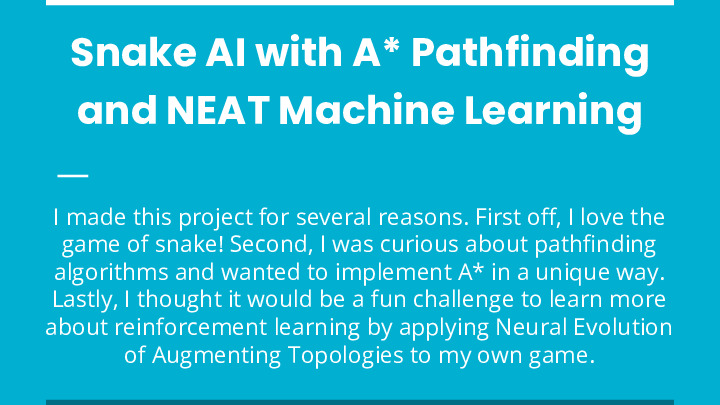 Snake AI with A* Pathfinding
and NEAT Machine Learning
I made this project for several reasons. First off, I love the
game of snake! Second, I was curious about pathfinding
algorithms and wanted to implement A* in a unique way.
Lastly, I thought it would be a fun challenge to learn more
about reinforcement learning by applying Neural Evolution
of Augmenting Topologies to my own game.